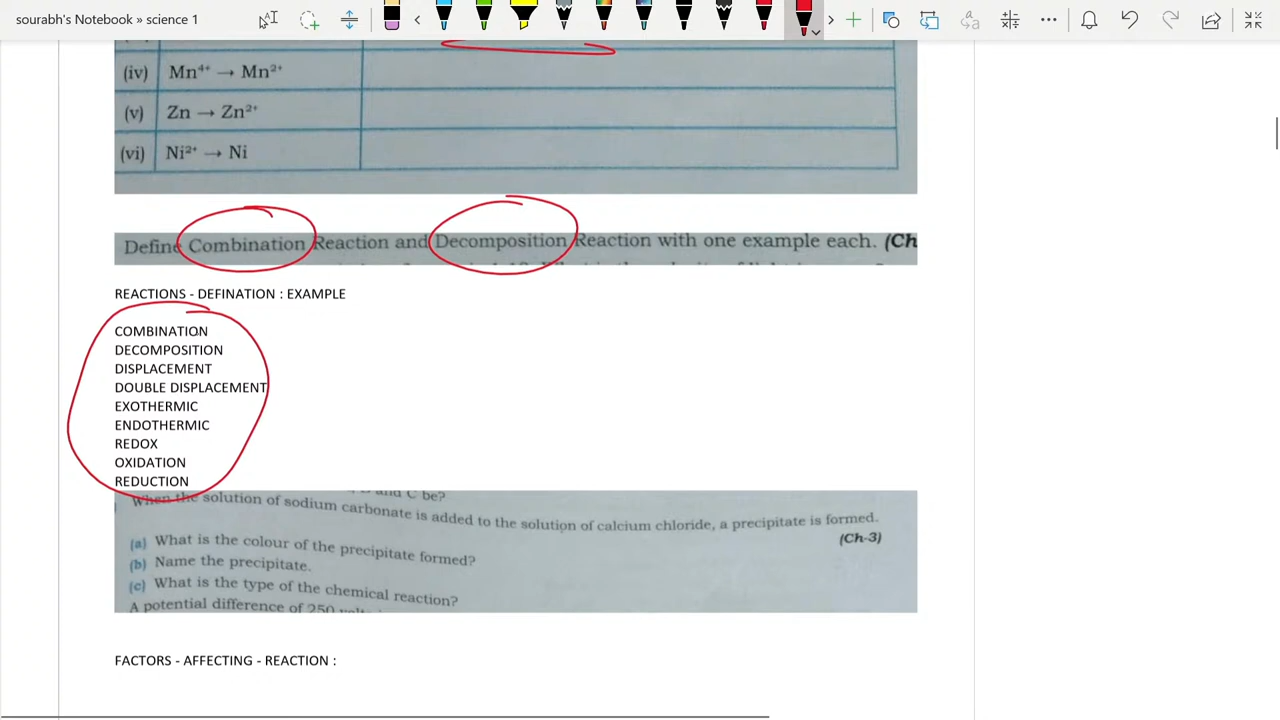 sourabh's Notebook » science 1
(iv) Mn⁴⁺ → Mn²⁺
(v) Zn → Zn²⁺
(vi) Ni²⁺ → Ni
Define Combination Reaction and Decomposition Reaction with one example each. (Ch
REACTIONS - DEFINATION : EXAMPLE
COMBINATION
DECOMPOSITION
DISPLACEMENT
DOUBLE DISPLACEMENT
EXOTHERMIC
ENDOTHERMIC
REDOX
OXIDATION
REDUCTION
and C be?
When the solution of sodium carbonate is added to the solution of calcium chloride, a precipitate is formed.
(Ch-3)
(a) What is the colour of the precipitate formed?
(b) Name the precipitate.
(c) What is the type of the chemical reaction?
A potential difference of 250
FACTORS - AFFECTING - REACTION :